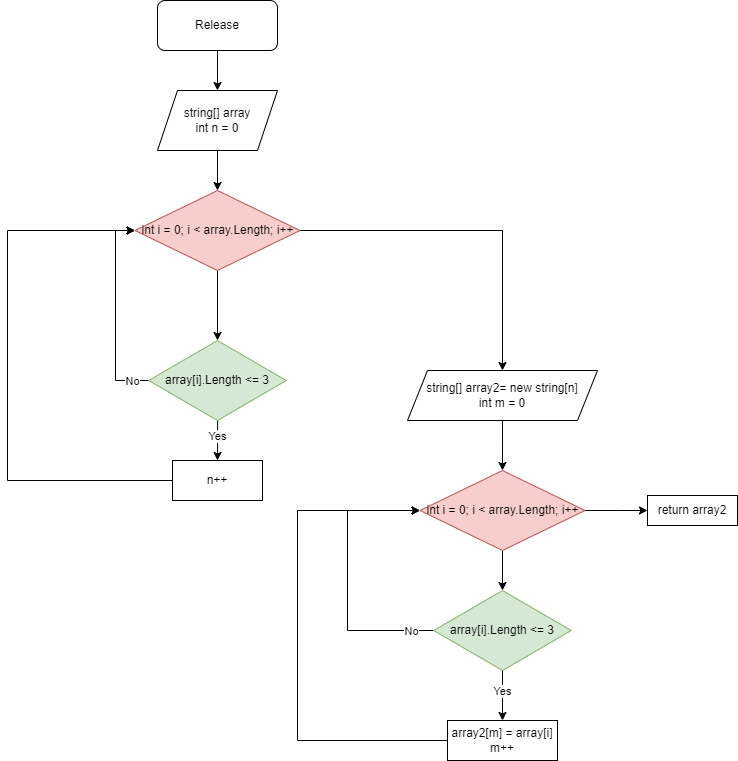 Release
string[] array
int n = 0
int i = 0; i < array.Length; i++
array[i].Length <= 3
No
Yes
n++
string[] array2= new string[n]
int m = 0
int i = 0; i < array.Length; i++
return array2
array[i].Length <= 3
No
Yes
array2[m] = array[i]
m++